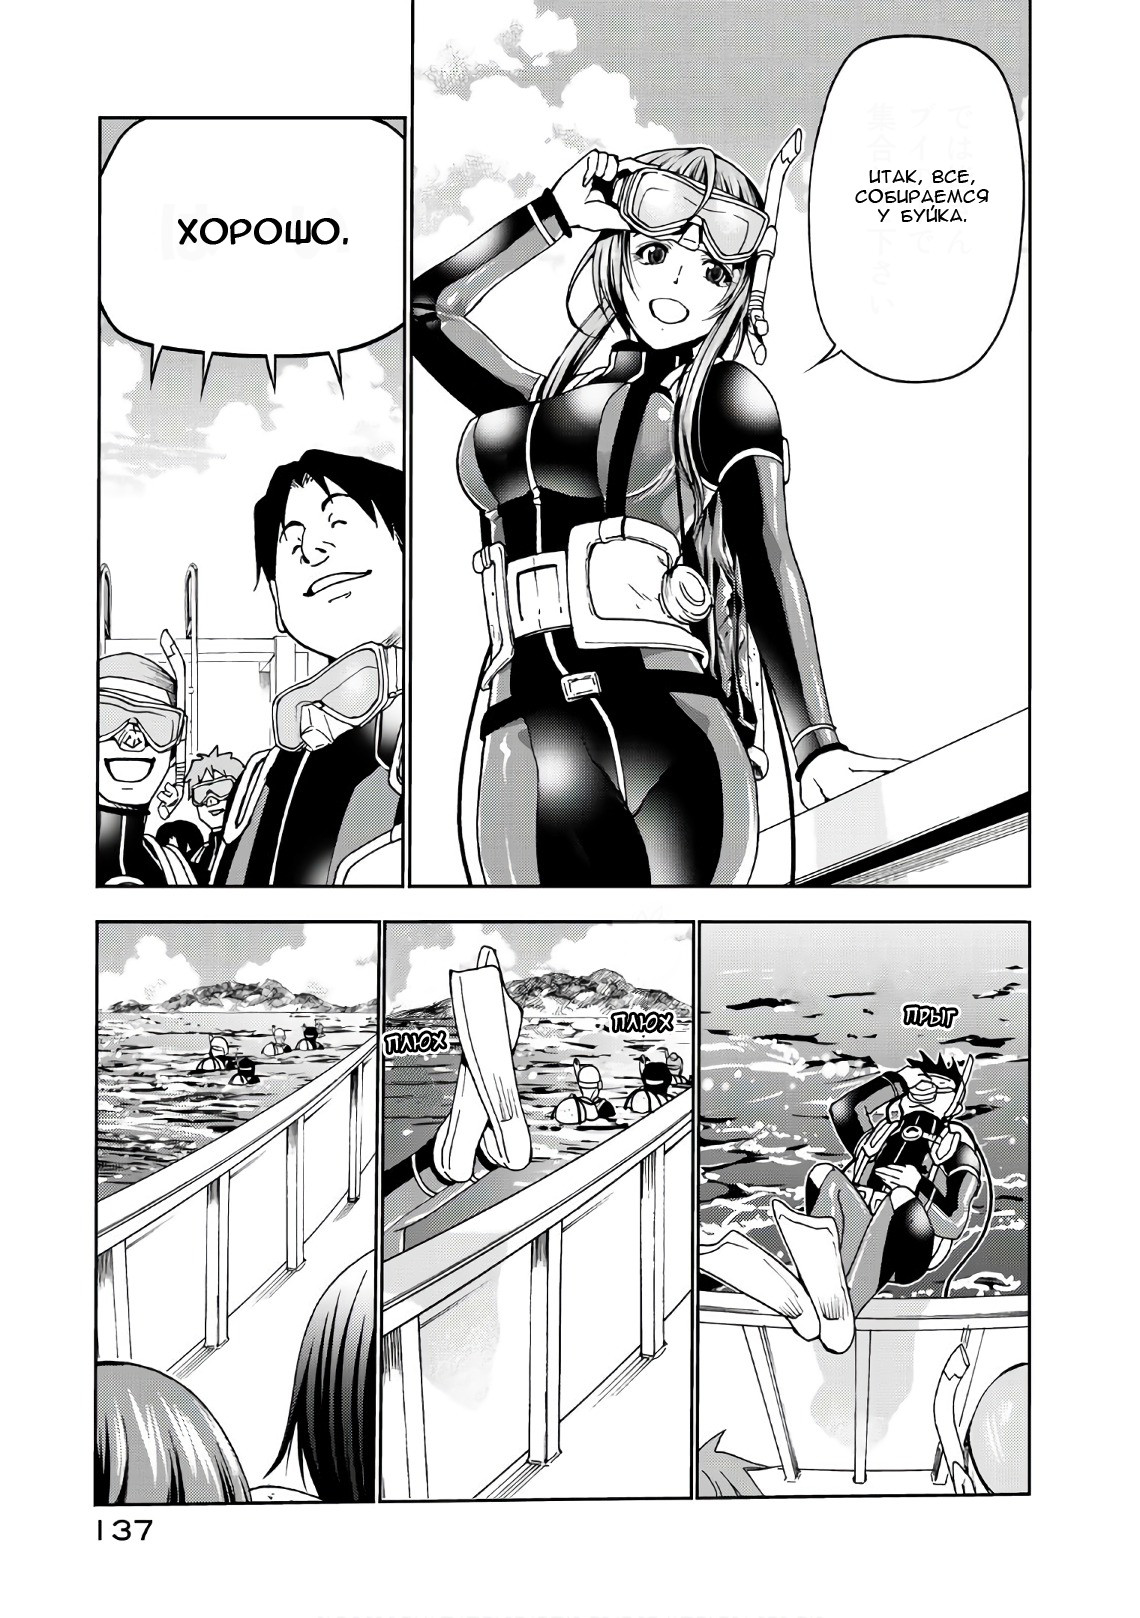 ИТАК, ВСЕ,
СОБИРАЕМСЯ
У БУЙКА.
ХОРОШО.
ПРЫГ
ПЛЮХ
ПЛЮХ
137